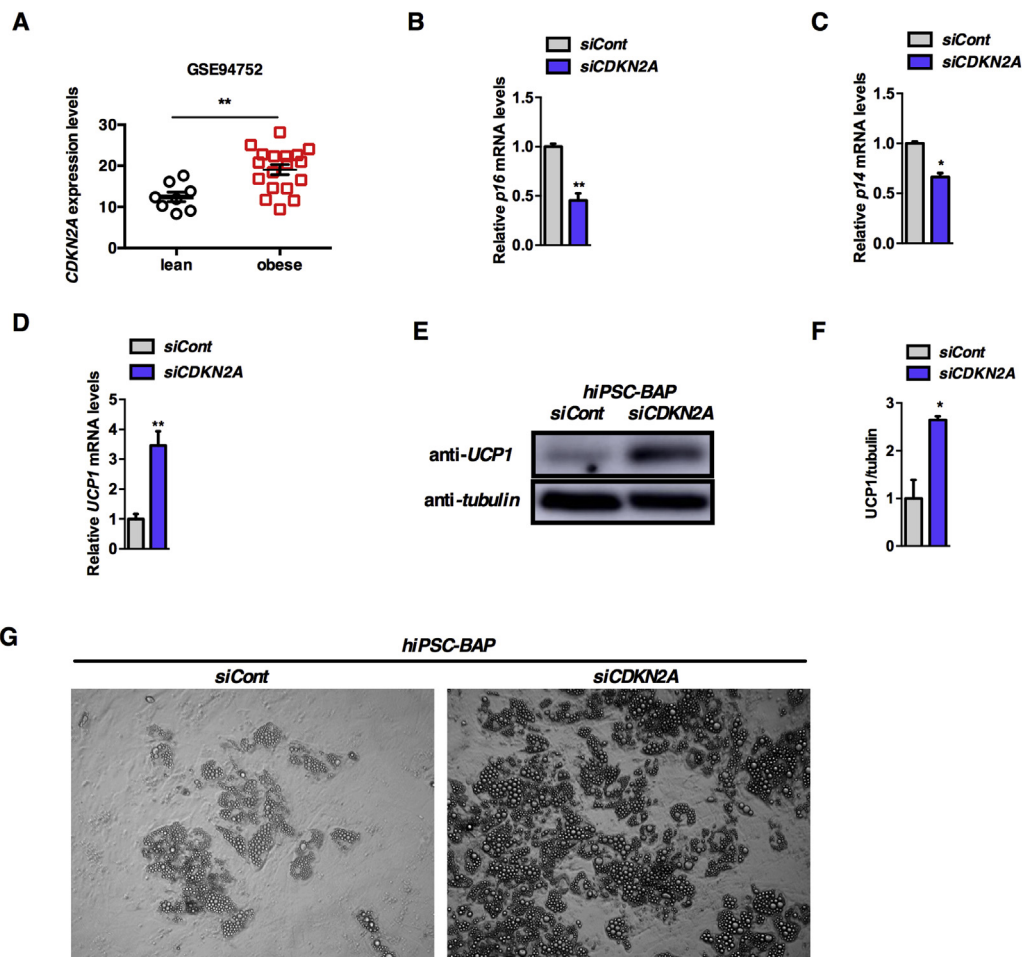 A
GSE94752
**
CDKN2A expression levels
30
20
10
0
lean obese
B
siCont
siCDKN2A
Relative p16 mRNA levels
1.5
1.0
0.5
0.0
**
C
siCont
siCDKN2A
Relative p14 mRNA levels
1.5
1.0
0.5
0.0
*
D
siCont
siCDKN2A
Relative UCP1 mRNA levels
5
4
3
2
1
0
**
E
hiPSC-BAP
siCont siCDKN2A
anti-UCP1
anti-tubulin
F
siCont
siCDKN2A
UCP1/tubulin
3
2
1
0
*
G
hiPSC-BAP
siCont siCDKN2A